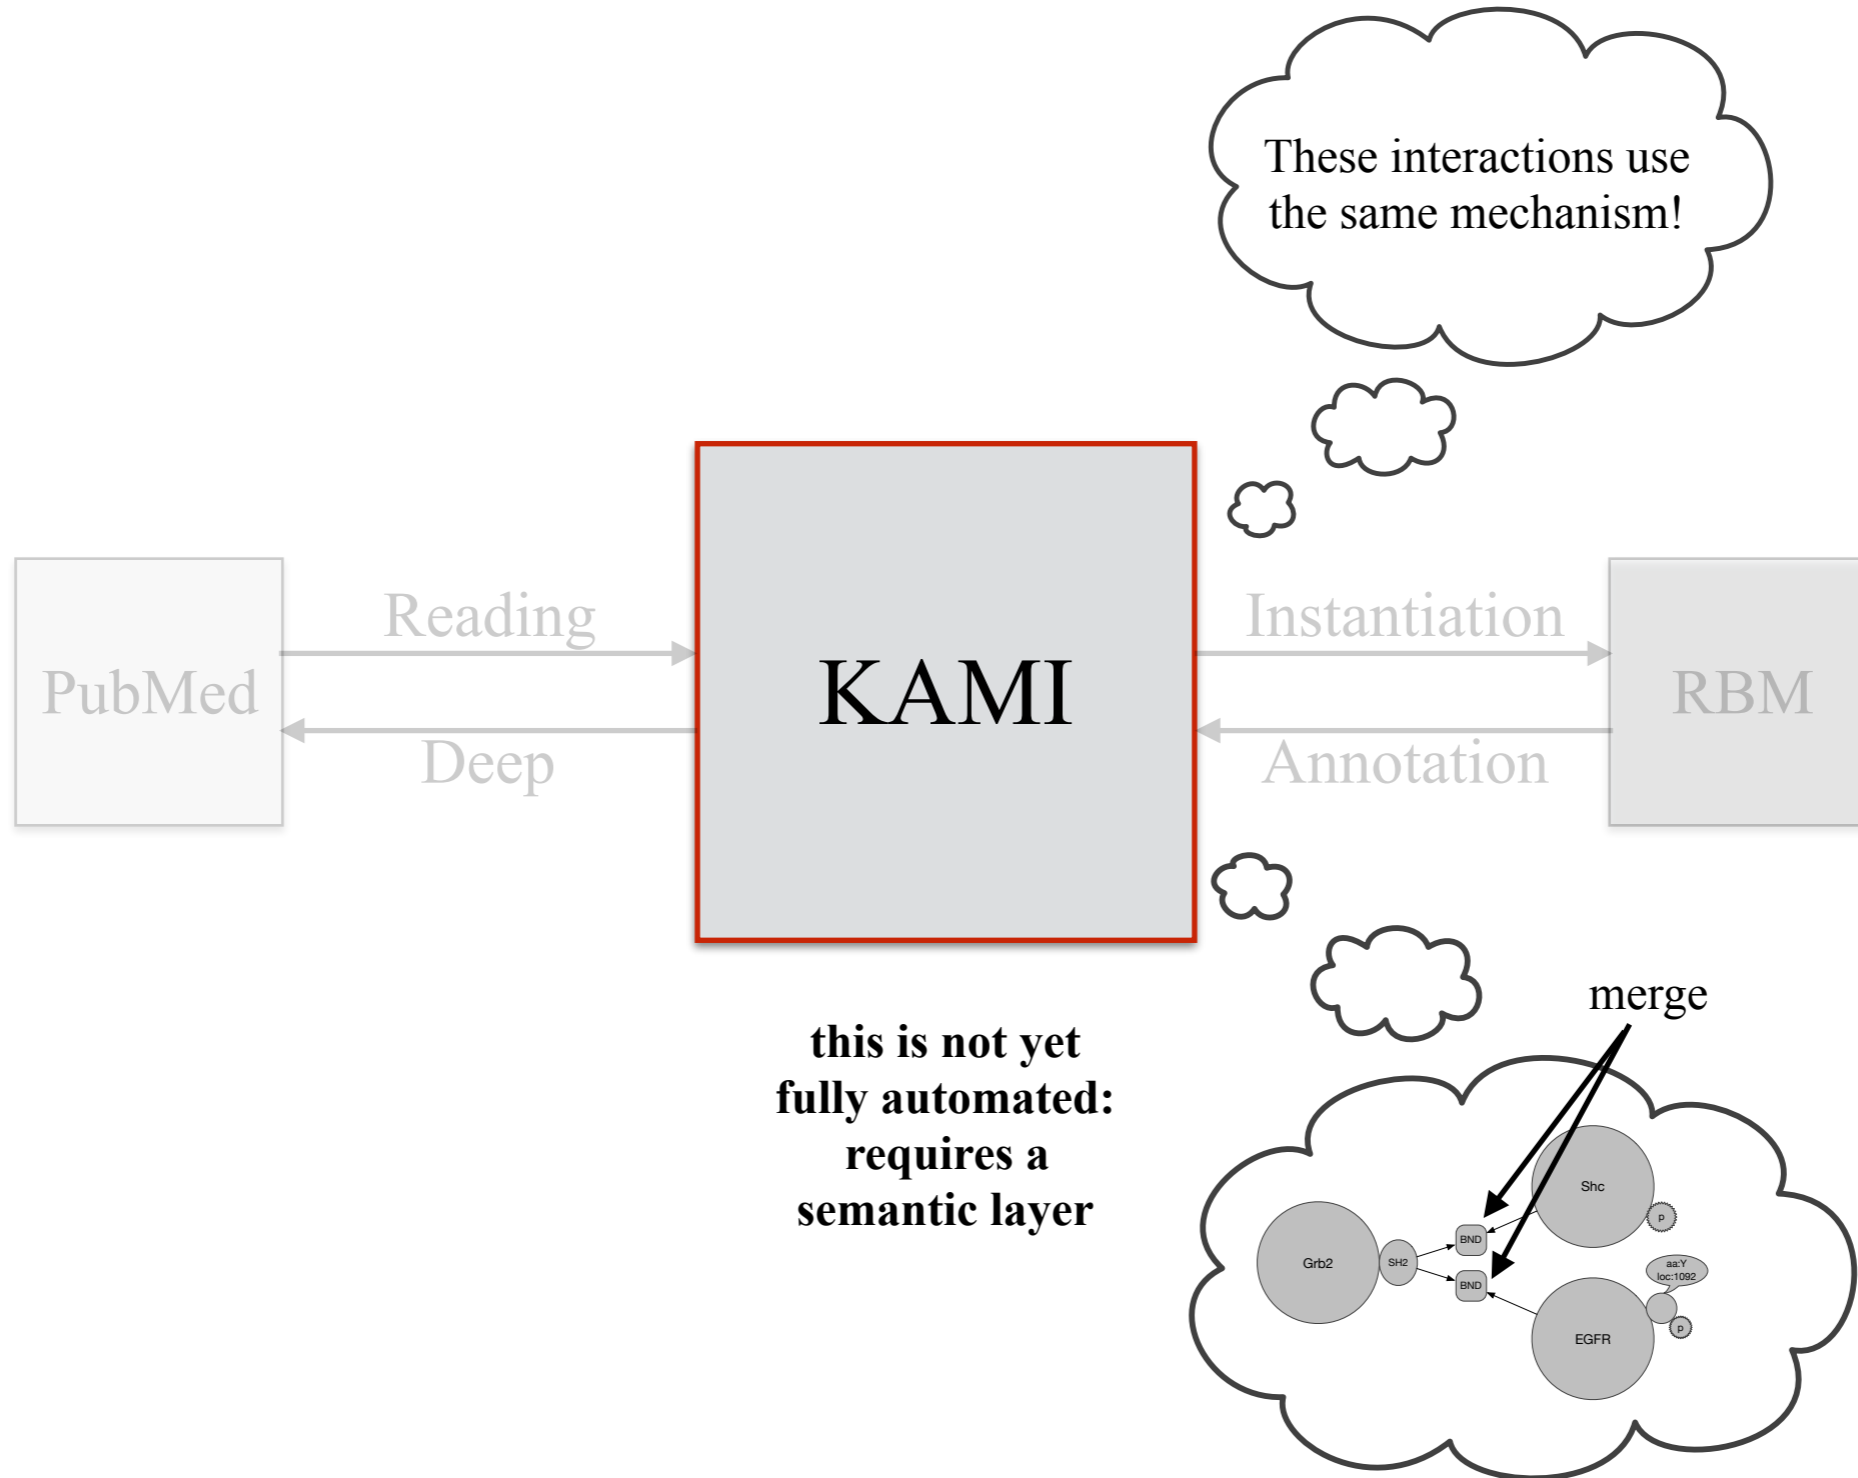 These interactions use
the same mechanism!
PubMed
Reading
Deep
KAMI
Instantiation
Annotation
RBM
this is not yet
fully automated:
requires a
semantic layer
merge
Shc
p
BND
Grb2
SH2
BND
aa:Y
loc:1092
p
EGFR